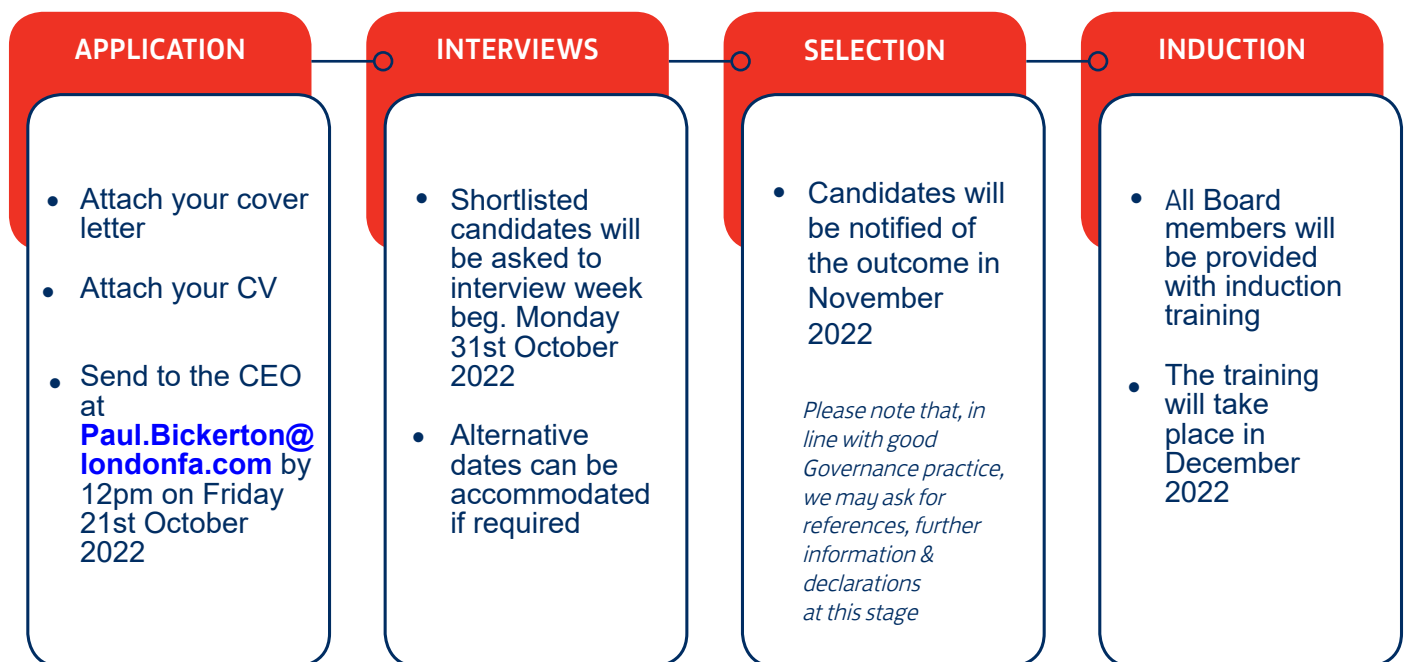 APPLICATION
Attach your cover
letter
Attach your CV
Send to the CEO
at
Paul.Bickerton@
londonfa.com by
12pm on Friday
21st October
2022
INTERVIEWS
Shortlisted
candidates will
be asked to
interview week
beg. Monday
31st October
2022
Alternative
dates can be
accommodated
if required
SELECTION
Candidates will
be notified of
the outcome in
November
2022
Please note that, in
line with good
Governance practice,
we may ask for
references, further
information &
declarations
at this stage
INDUCTION
All Board
members will
be provided
with induction
training
The training
will take
place in
December
2022